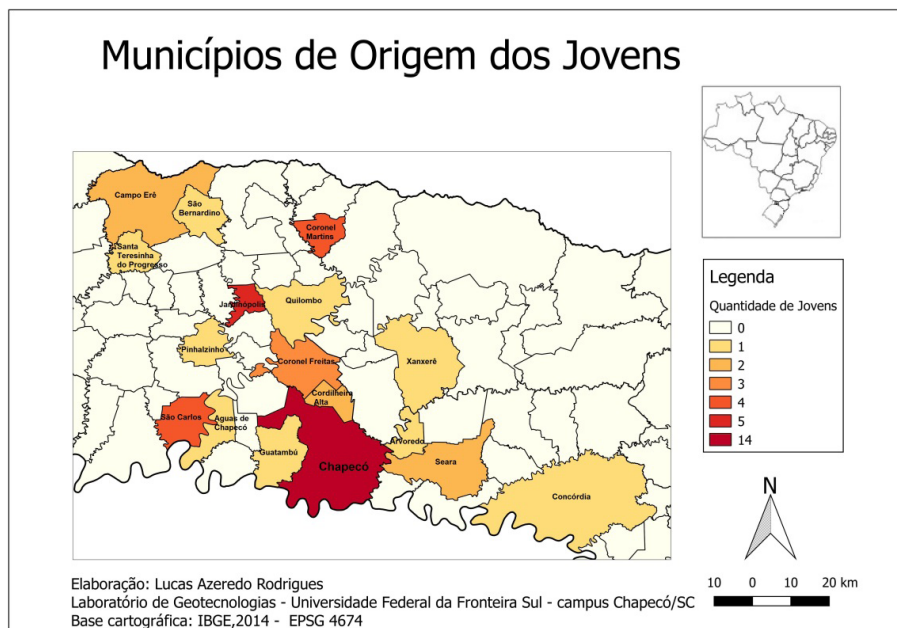 Municípios de Origem dos Jovens
Campo Erê
São
Bernardino
Coronel
Martins
Santa
Teresinha
do Progresso
Jardinópolis
Quilombo
Pinhalzinho
Coronel Freitas
Xanxerê
Cordilheira
Alta
São Carlos
Aguas de
Chapecó
Guatambú
Chapecó
Arvoredo
Seara
Concórdia
Legenda
Quantidade de Jovens
0
1
2
3
4
5
14
N
10 0 10 20 km
Elaboração: Lucas Azeredo Rodrigues
Laboratório de Geotecnologias - Universidade Federal da Fronteira Sul - campus Chapecó/SC
Base cartográfica: IBGE,2014 - EPSG 4674